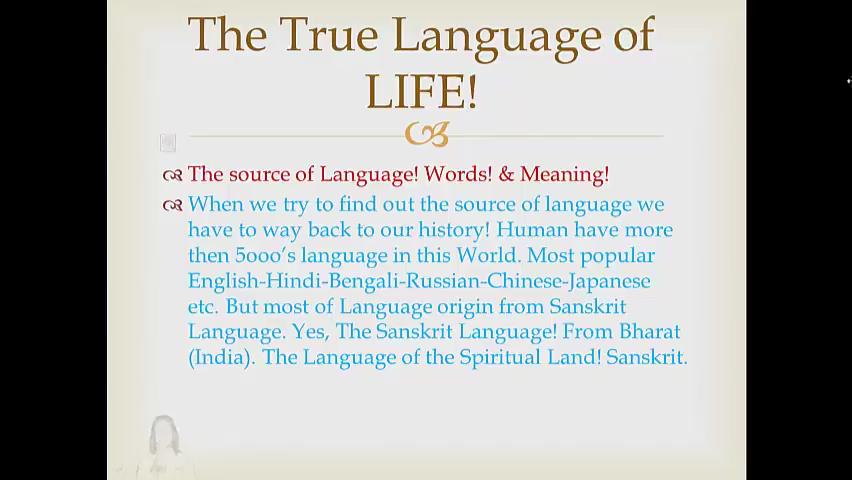 The True Language of
LIFE!
The source of Language! Words! & Meaning!
When we try to find out the source of language we
have to way back to our history! Human have more
then 5ooo's language in this World. Most popular
English-Hindi-Bengali-Russian-Chinese-Japanese
etc. But most of Language origin from Sanskrit
Language. Yes, The Sanskrit Language! From Bharat
(India). The Language of the Spiritual Land! Sanskrit.